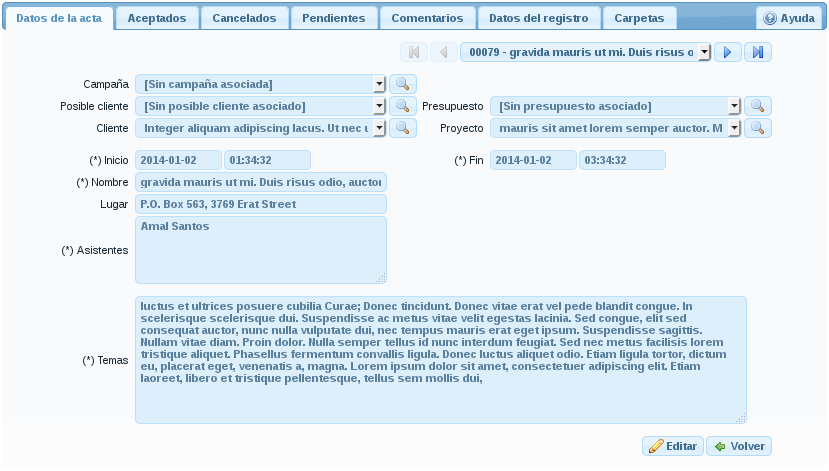 Datos de la acta Aceptados Cancelados Pendientes Comentarios Datos del registro Carpetas Ayuda
00079 - gravida mauris ut mi. Duis risus o
Campaña [Sin campaña asociada]
Posible cliente [Sin posible cliente asociado] Presupuesto [Sin presupuesto asociado]
Cliente Integer aliquam adipiscing lacus. Ut nec u Proyecto mauris sit amet lorem semper auctor. M
(*) Inicio 2014-01-02 01:34:32 (*) Fin 2014-01-02 03:34:32
(*) Nombre gravida mauris ut mi. Duis risus odio, auctor
Lugar P.O. Box 563, 3769 Erat Street
(*) Asistentes Amal Santos
(*) Temas
luctus et ultrices posuere cubilia Curae; Donec tincidunt. Donec vitae erat vel pede blandit congue. In
scelerisque scelerisque dui. Suspendisse ac metus vitae velit egestas lacinia. Sed congue, elit sed
consequat auctor, nunc nulla vulputate dui, nec tempus mauris erat eget ipsum. Suspendisse sagittis.
Nullam vitae diam. Proin dolor. Nulla semper tellus id nunc interdum feugiat. Sed nec metus facilisis lorem
tristique aliquet. Phasellus fermentum convallis ligula. Donec luctus aliquet odio. Etiam ligula tortor, dictum
eu, placerat eget, venenatis a, magna. Lorem ipsum dolor sit amet, consectetuer adipiscing elit. Etiam
laoreet, libero et tristique pellentesque, tellus sem mollis dui,
Editar Volver